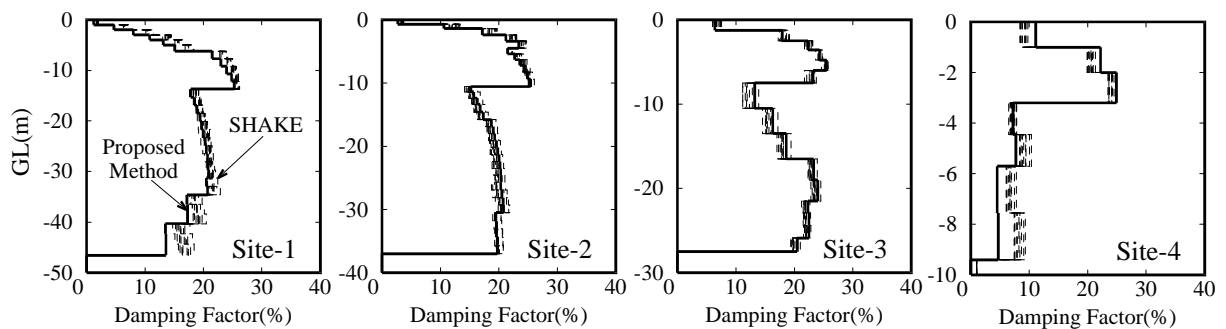 GL(m)
0
-10
-20
-30
-40
-50
0 10 20 30 40
Damping Factor(%)
Proposed
Method
SHAKE
Site-1
0
-10
-20
-30
-40
0 10 20 30 40
Damping Factor(%)
Site-2
0
-10
-20
-30
0 10 20 30 40
Damping Factor(%)
Site-3
0
-2
-4
-6
-8
-10
0 10 20 30 40
Damping Factor(%)
Site-4